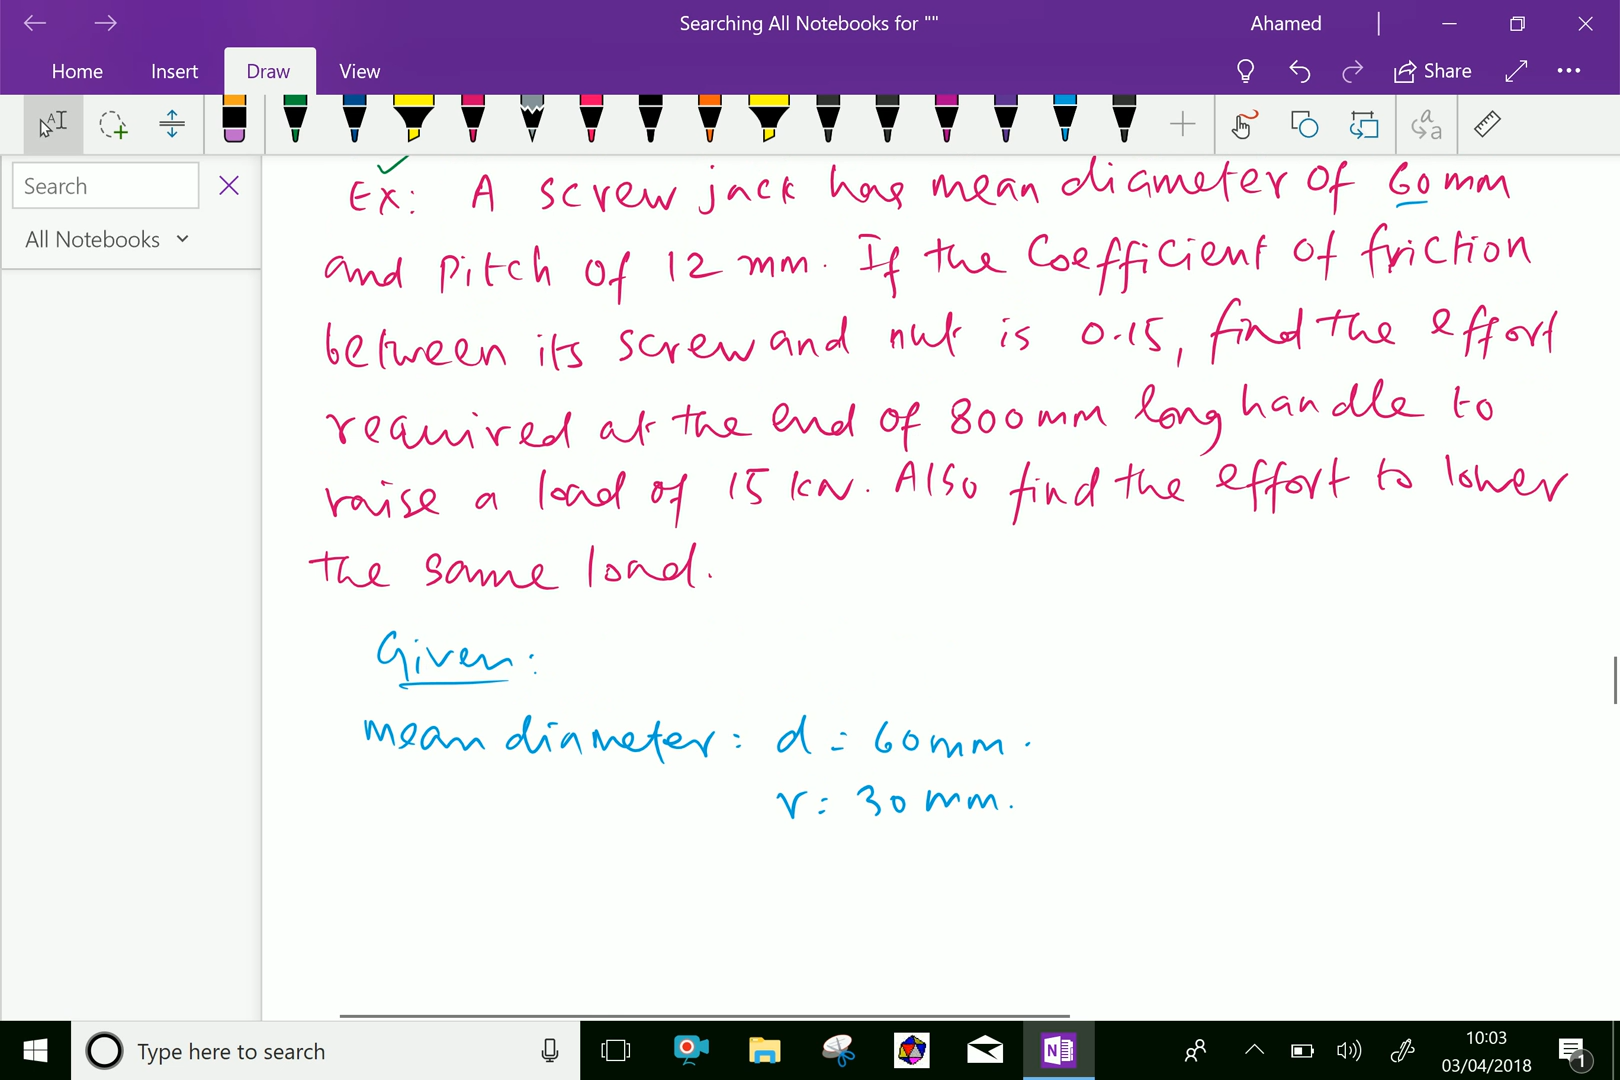 Searching All Notebooks for ""
Ahamed
Home
Insert
Draw
View
Share
Search
All Notebooks
Ex: A screw jack has mean diameter of 60 mm
and pitch of 12 mm. If the coefficient of friction
between its screw and nut is 0.15, find the effort
required at the end of 800mm long handle to
raise a load of 15 kN. Also find the effort to lower
the same load.
Given:
mean diameter: d = 60mm.
r = 30 mm.
Type here to search
10:03
03/04/2018
1